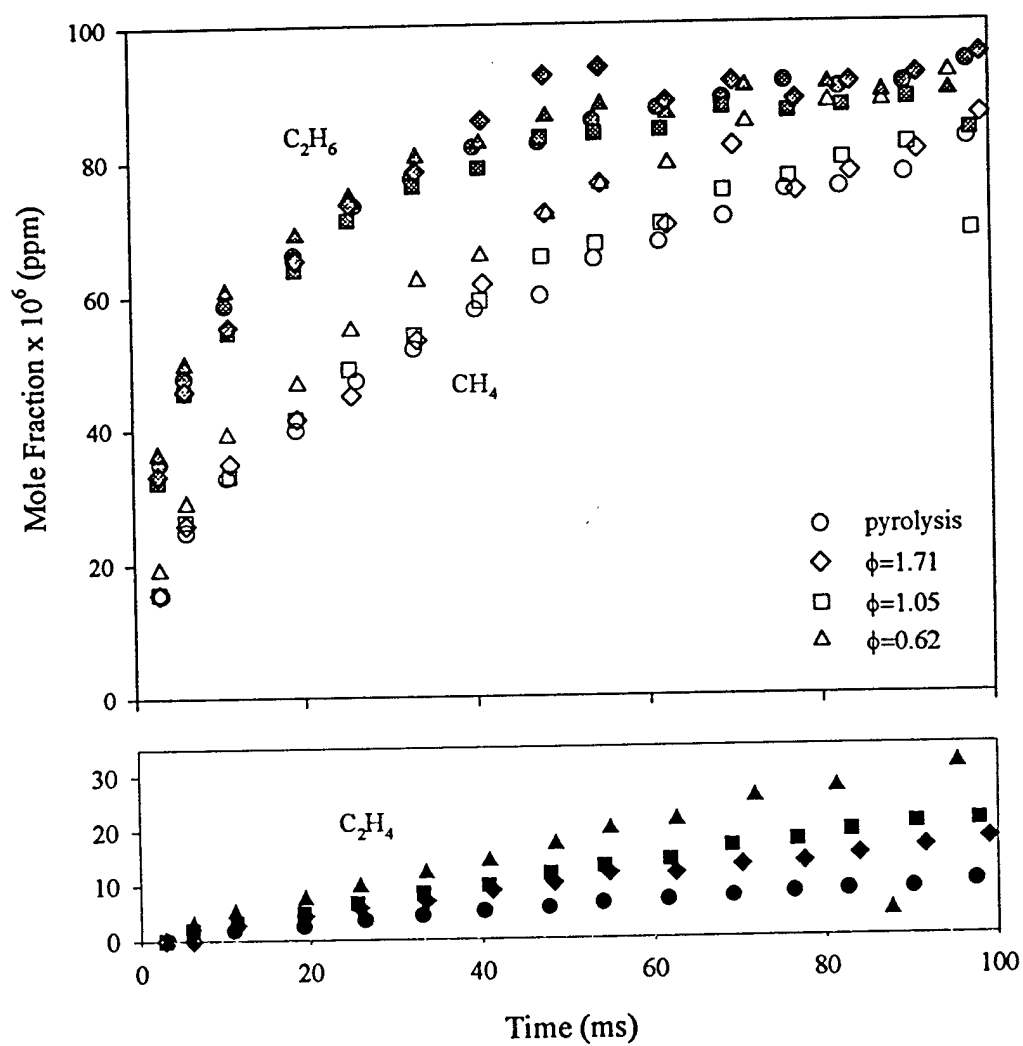 100
80
60
40
20
0
Mole Fraction x 10⁶ (ppm)
C₂H₆
CH₄
pyrolysis
ϕ=1.71
ϕ=1.05
ϕ=0.62
30
20
10
0
C₂H₄
0 20 40 60 80 100
Time (ms)